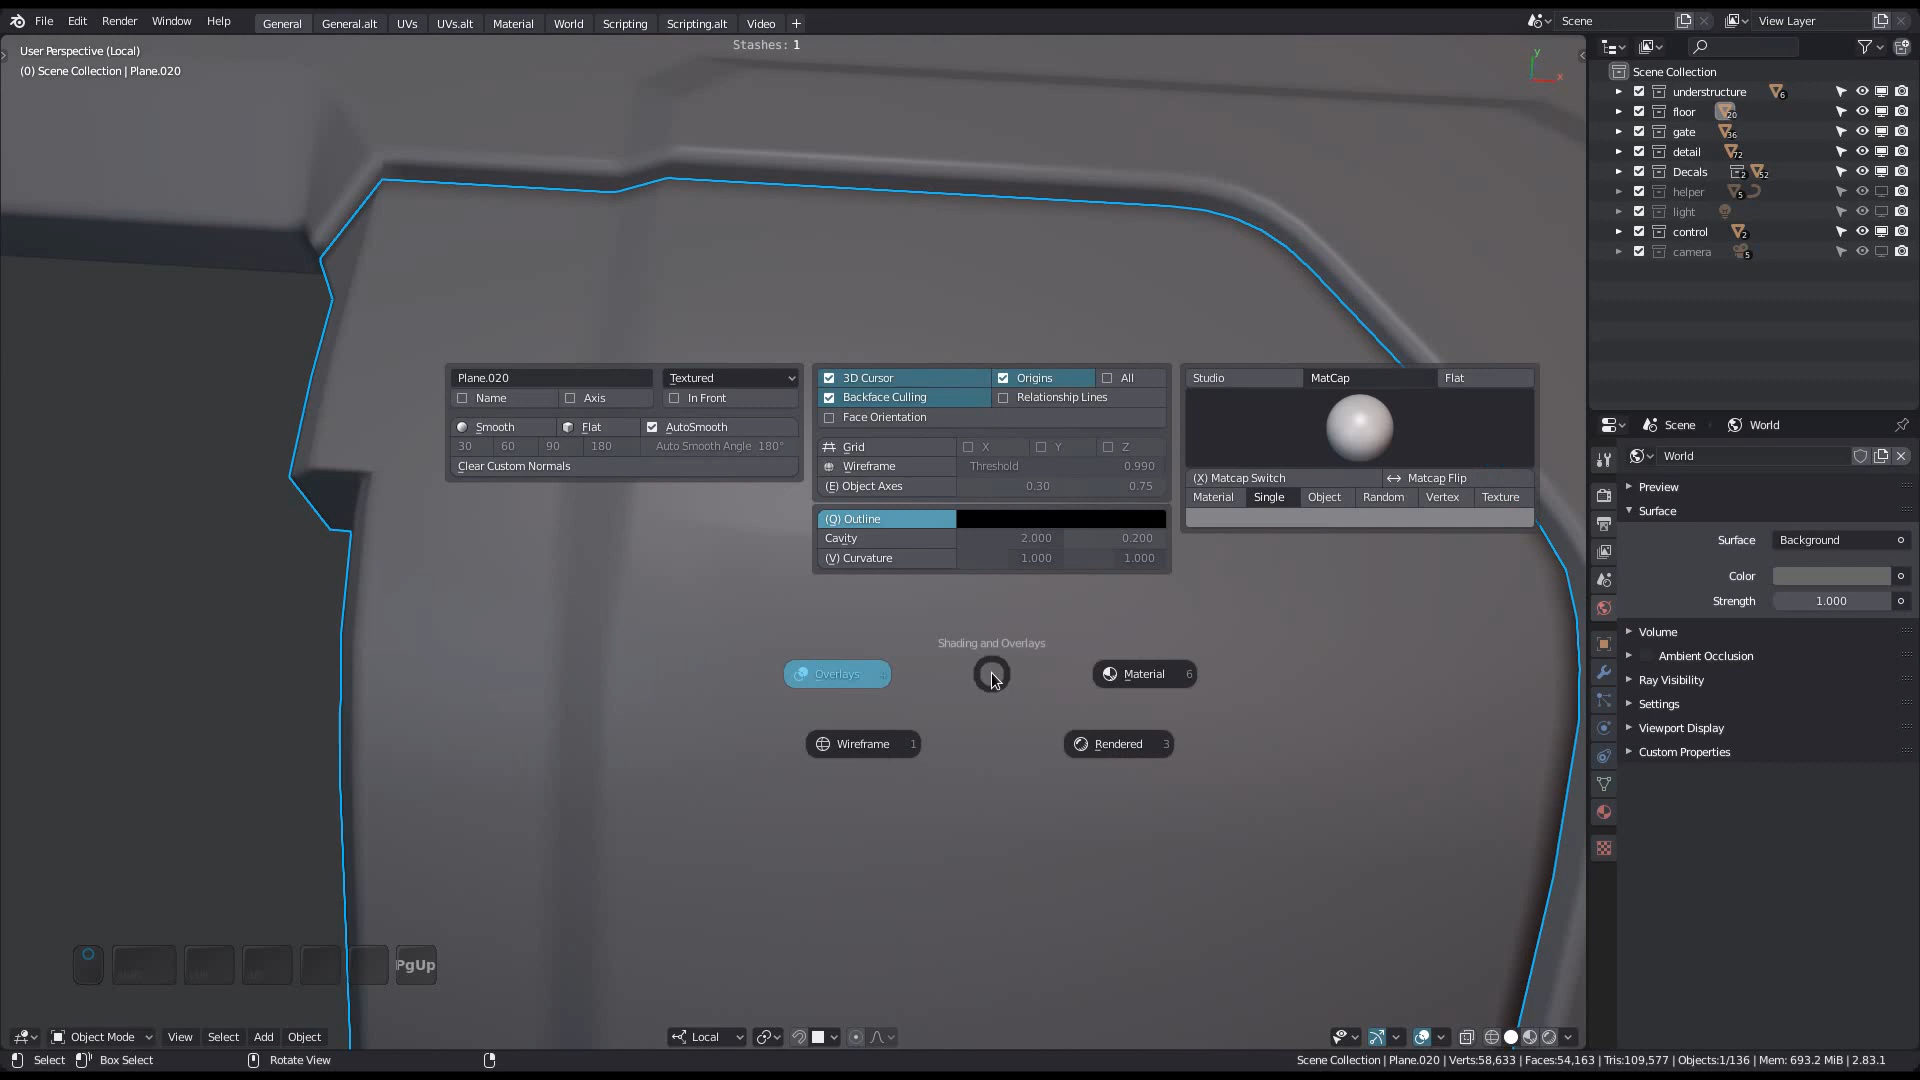 File Edit Render Window Help General General.alt UVs UVs.alt Material World Scripting Scripting.alt Video + Scene View Layer
User Perspective (Local)
(0) Scene Collection | Plane.020
Stashes: 1
y
x
Scene Collection
understructure 6
floor 20
gate 36
detail 72
Decals 2 52
helper 5
light
control 2
camera 5
Plane.020 Textured
Name Axis In Front
Smooth Flat AutoSmooth
30 60 90 180 Auto Smooth Angle 180°
Clear Custom Normals
3D Cursor Origins All
Backface Culling Relationship Lines
Face Orientation
Grid X Y Z
Wireframe Threshold 0.990
(E) Object Axes 0.30 0.75
(Q) Outline
Cavity 2.000 0.200
(V) Curvature 1.000 1.000
Studio MatCap Flat
(X) Matcap Switch Matcap Flip
Material Single Object Random Vertex Texture
Shading and Overlays
Overlays
Material 6
Wireframe 1
Rendered 3
Scene World
World
Preview
Surface
Surface Background
Color
Strength 1.000
Volume
Ambient Occlusion
Ray Visibility
Settings
Viewport Display
Custom Properties
PgUp
Object Mode View Select Add Object Local
Select Box Select Rotate View Scene Collection | Plane.020 | Verts:58,633 | Faces:54,163 | Tris:109,577 | Objects:1/136 | Mem: 693.2 MiB | 2.83.1